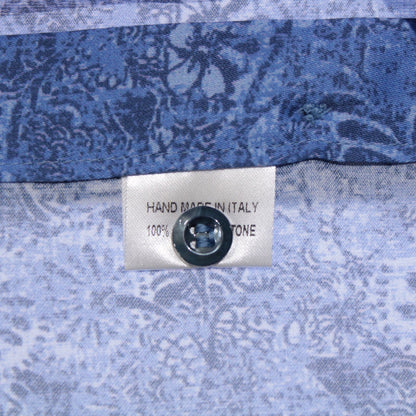 HAND MADE IN ITALY
100% TONE